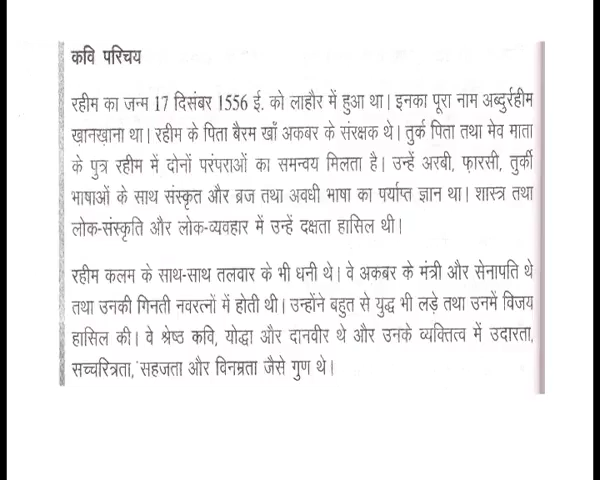 कवि परिचय
रहीम का जन्म 17 दिसंबर 1556 ई. को लाहौर में हुआ था। इनका पूरा नाम अब्दुर्रहीम
ख़ानख़ाना था। रहीम के पिता बैरम खाँ अकबर के संरक्षक थे। तुर्क पिता तथा मेव माता
के पुत्र रहीम में दोनों परंपराओं का समन्वय मिलता है। उन्हें अरबी, फ़ारसी, तुर्की
भाषाओं के साथ संस्कृत और ब्रज तथा अवधी भाषा का पर्याप्त ज्ञान था। शास्त्र तथा
लोक-संस्कृति और लोक-व्यवहार में उन्हें दक्षता हासिल थी।
रहीम कलम के साथ-साथ तलवार के भी धनी थे। वे अकबर के मंत्री और सेनापति थे
तथा उनकी गिनती नवरत्नों में होती थी। उन्होंने बहुत से युद्ध भी लड़े तथा उनमें विजय
हासिल की। वे श्रेष्ठ कवि, योद्धा और दानवीर थे और उनके व्यक्तित्व में उदारता,
सच्चरित्रता, सहजता और विनम्रता जैसे गुण थे।